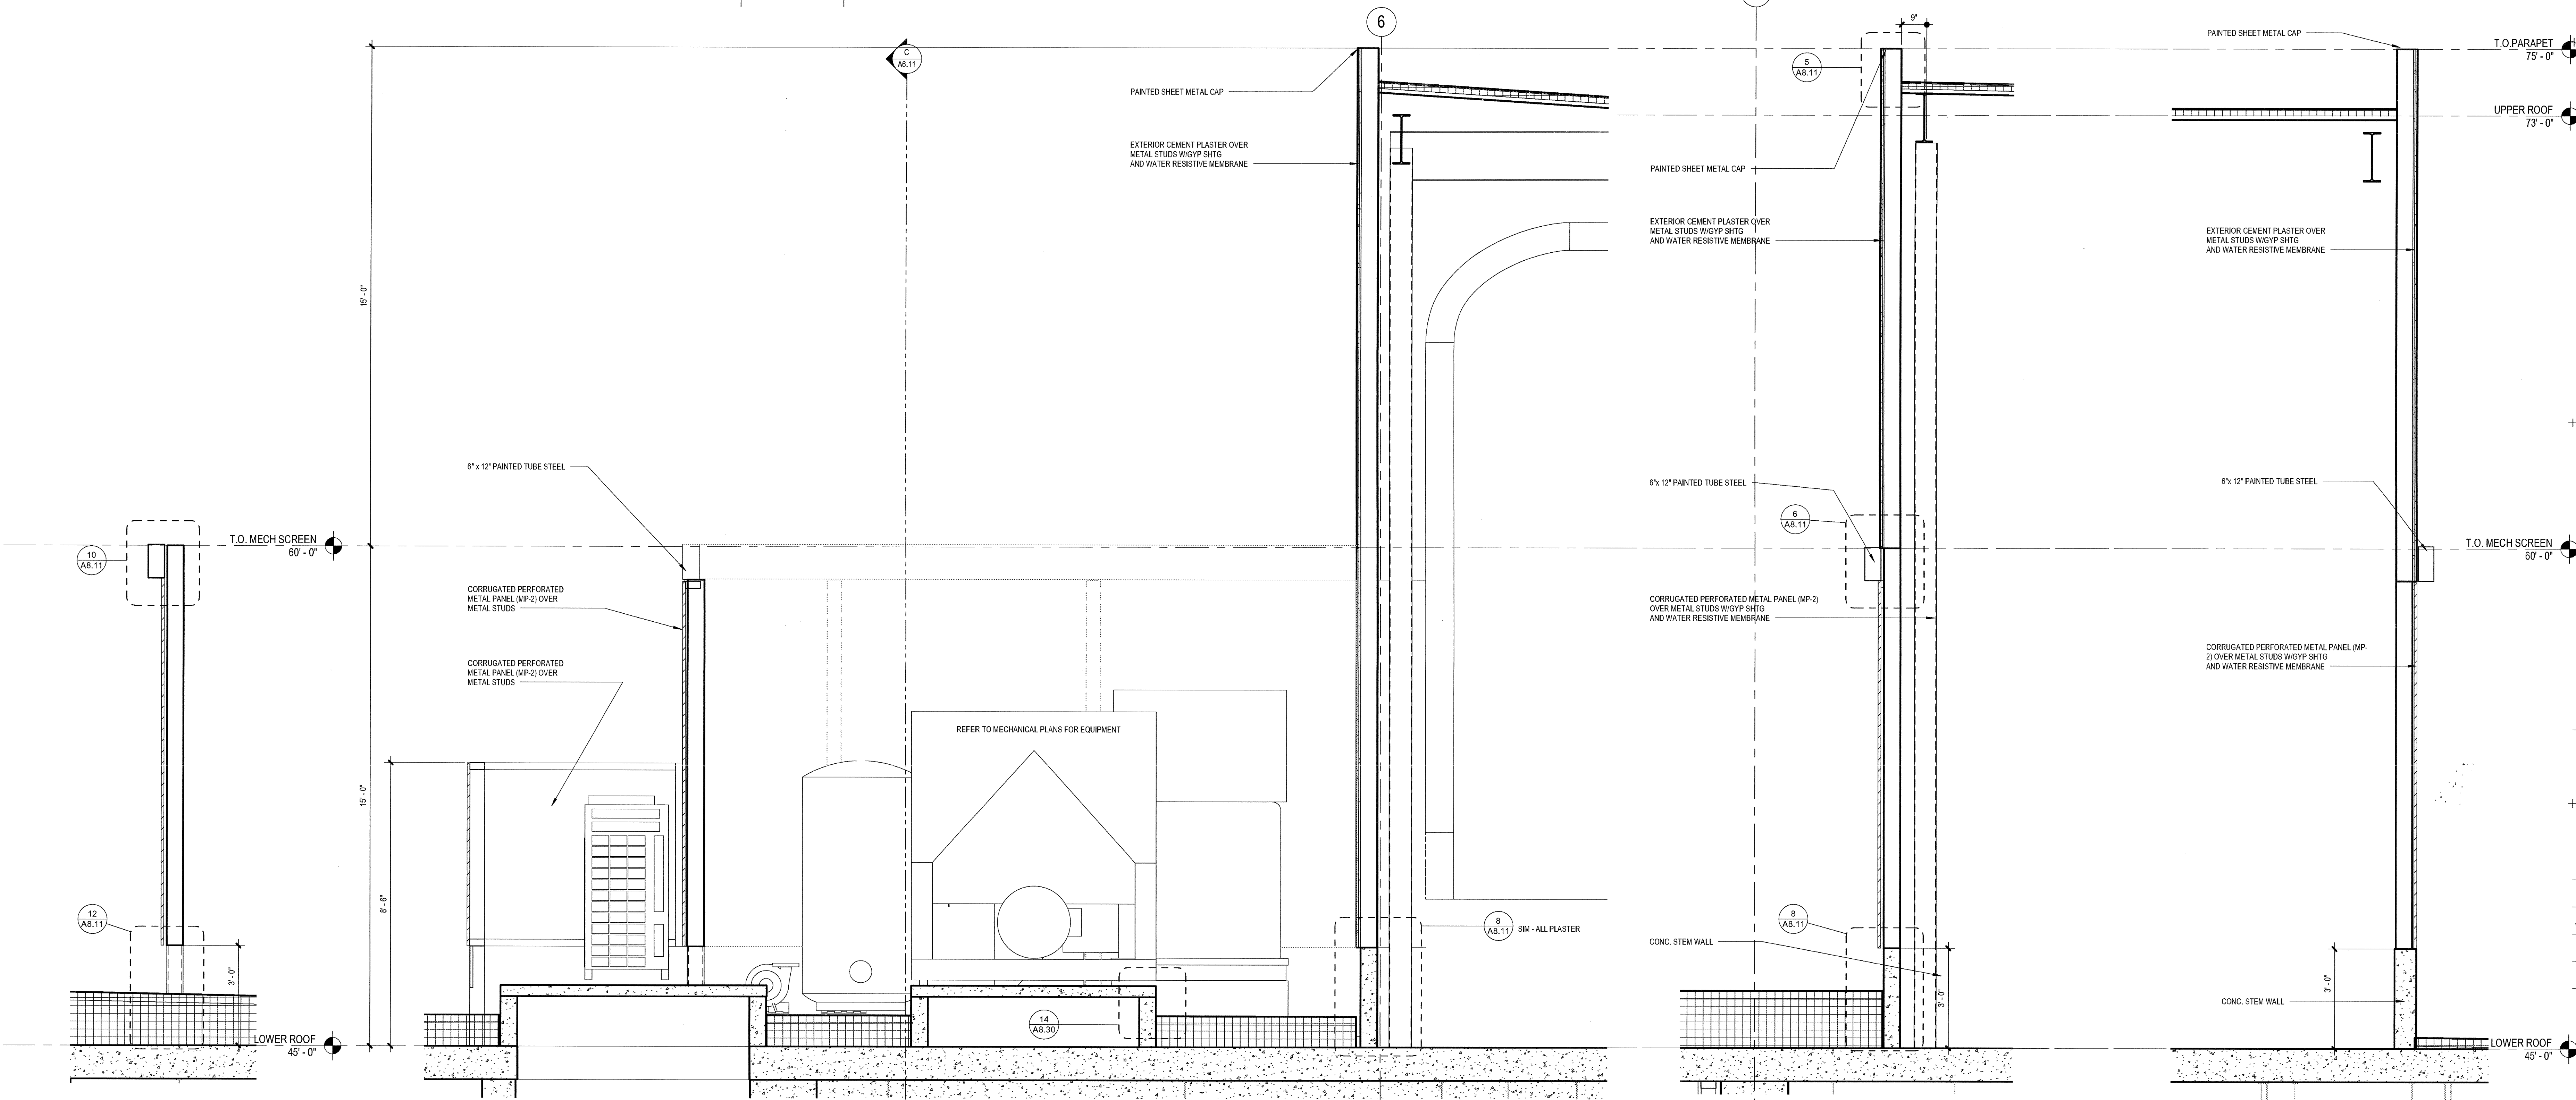 10
A8.11
T.O. MECH SCREEN
60' - 0"
12
A8.11
3' - 0"
LOWER ROOF
45' - 0"
15' - 0"
15' - 0"
8' - 6"
C
A6.11
6
PAINTED SHEET METAL CAP
EXTERIOR CEMENT PLASTER OVER
METAL STUDS W/GYP SHTG
AND WATER RESISTIVE MEMBRANE
6" x 12" PAINTED TUBE STEEL
CORRUGATED PERFORATED
METAL PANEL (MP-2) OVER
METAL STUDS
CORRUGATED PERFORATED
METAL PANEL (MP-2) OVER
METAL STUDS
REFER TO MECHANICAL PLANS FOR EQUIPMENT
8
A8.11
SIM - ALL PLASTER
14
A8.30
9"
5
A8.11
PAINTED SHEET METAL CAP
EXTERIOR CEMENT PLASTER OVER
METAL STUDS W/GYP SHTG
AND WATER RESISTIVE MEMBRANE
6"x 12" PAINTED TUBE STEEL
6
A8.11
CORRUGATED PERFORATED METAL PANEL (MP-2)
OVER METAL STUDS W/GYP SHTG
AND WATER RESISTIVE MEMBRANE
8
A8.11
CONC. STEM WALL
3' - 0"
PAINTED SHEET METAL CAP
T.O.PARAPET
75' - 0"
UPPER ROOF
73' - 0"
EXTERIOR CEMENT PLASTER OVER
METAL STUDS W/GYP SHTG
AND WATER RESISTIVE MEMBRANE
6"x 12" PAINTED TUBE STEEL
T.O. MECH SCREEN
60' - 0"
CORRUGATED PERFORATED METAL PANEL (MP-
2) OVER METAL STUDS W/GYP SHTG
AND WATER RESISTIVE MEMBRANE
3' - 0"
CONC. STEM WALL
LOWER ROOF
45' - 0"